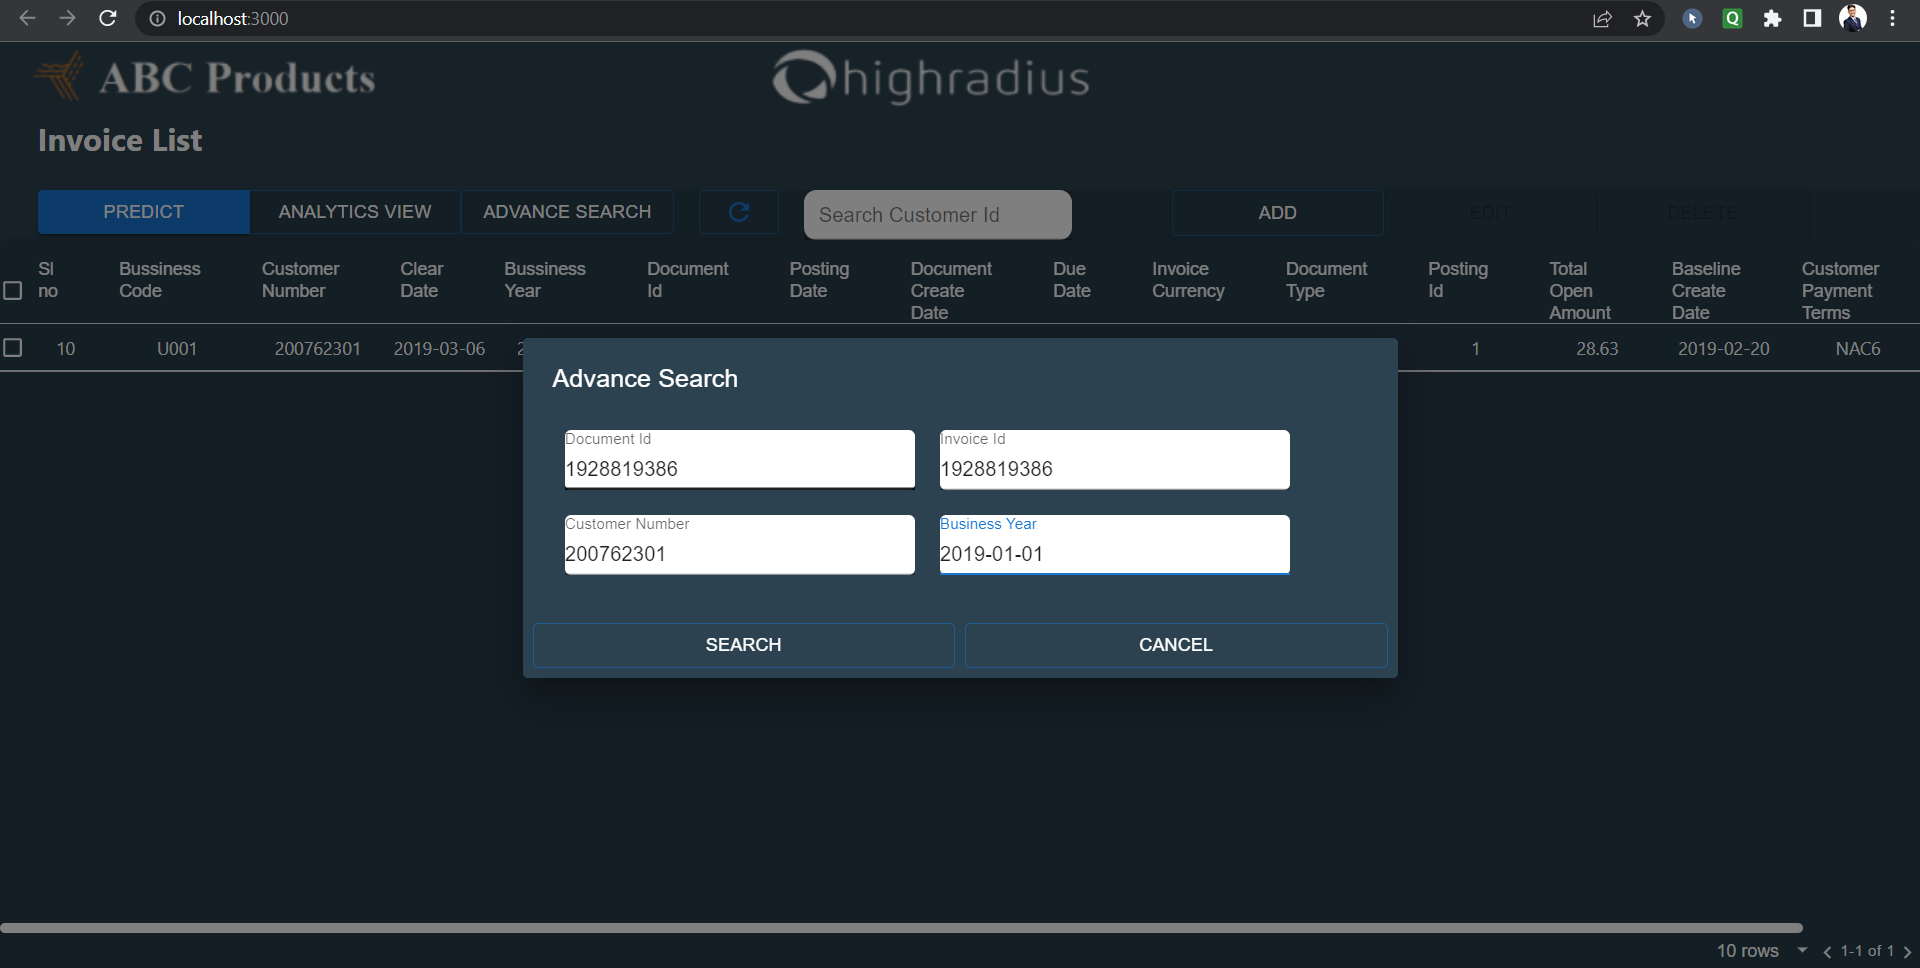 localhost:3000
Q
ABC Products
highradius
Invoice List
PREDICT
ANALYTICS VIEW
ADVANCE SEARCH
Search Customer Id
ADD
EDIT
DELETE
Sl no
Bussiness Code
Customer Number
Clear Date
Bussiness Year
Document Id
Posting Date
Document Create Date
Due Date
Invoice Currency
Document Type
Posting Id
Total Open Amount
Baseline Create Date
Customer Payment Terms
10
U001
200762301
2019-03-06
2
1
28.63
2019-02-20
NAC6
Advance Search
Document Id
1928819386
Invoice Id
1928819386
Customer Number
200762301
Business Year
2019-01-01
SEARCH
CANCEL
10 rows
1-1 of 1